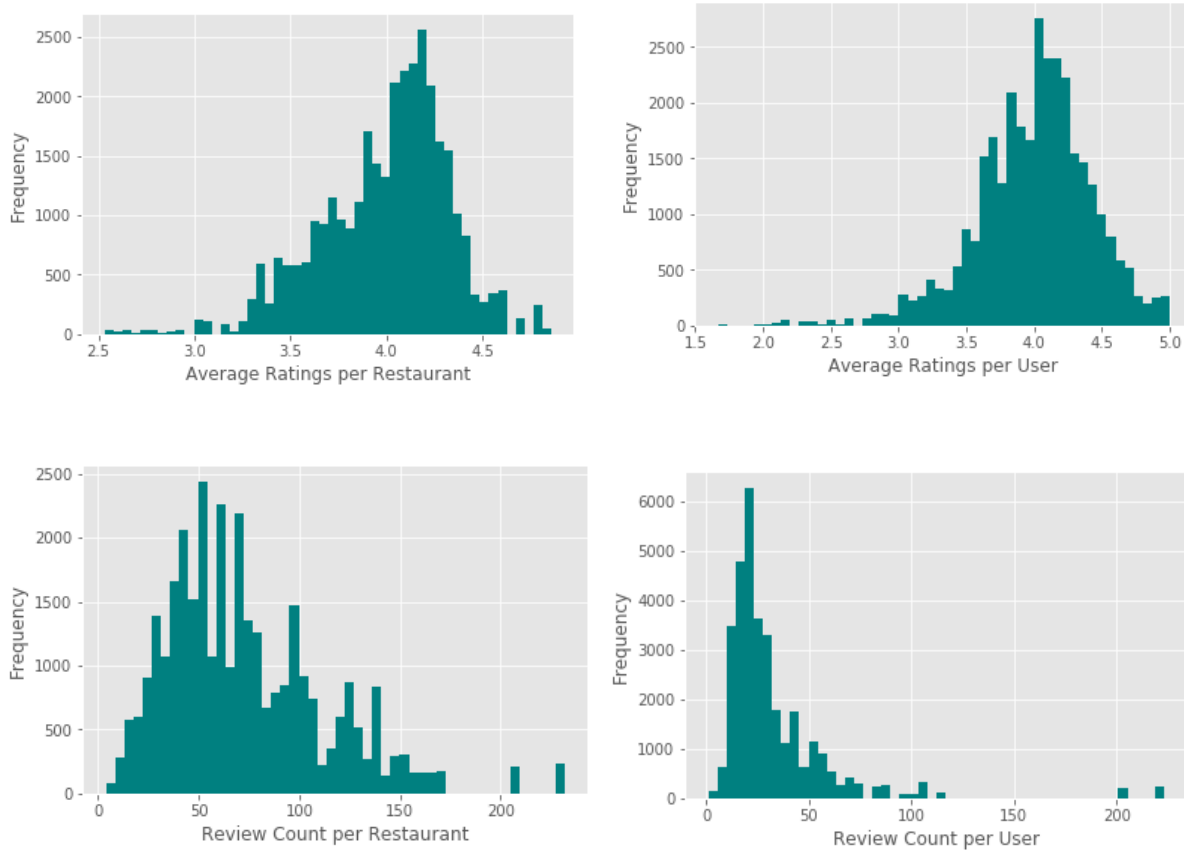 2500
2000
1500
1000
500
0
Frequency
2.5 3.0 3.5 4.0 4.5
Average Ratings per Restaurant
2500
2000
1500
1000
500
0
Frequency
1.5 2.0 2.5 3.0 3.5 4.0 4.5 5.0
Average Ratings per User
2500
2000
1500
1000
500
0
Frequency
0 50 100 150 200
Review Count per Restaurant
6000
5000
4000
3000
2000
1000
0
Frequency
0 50 100 150 200
Review Count per User